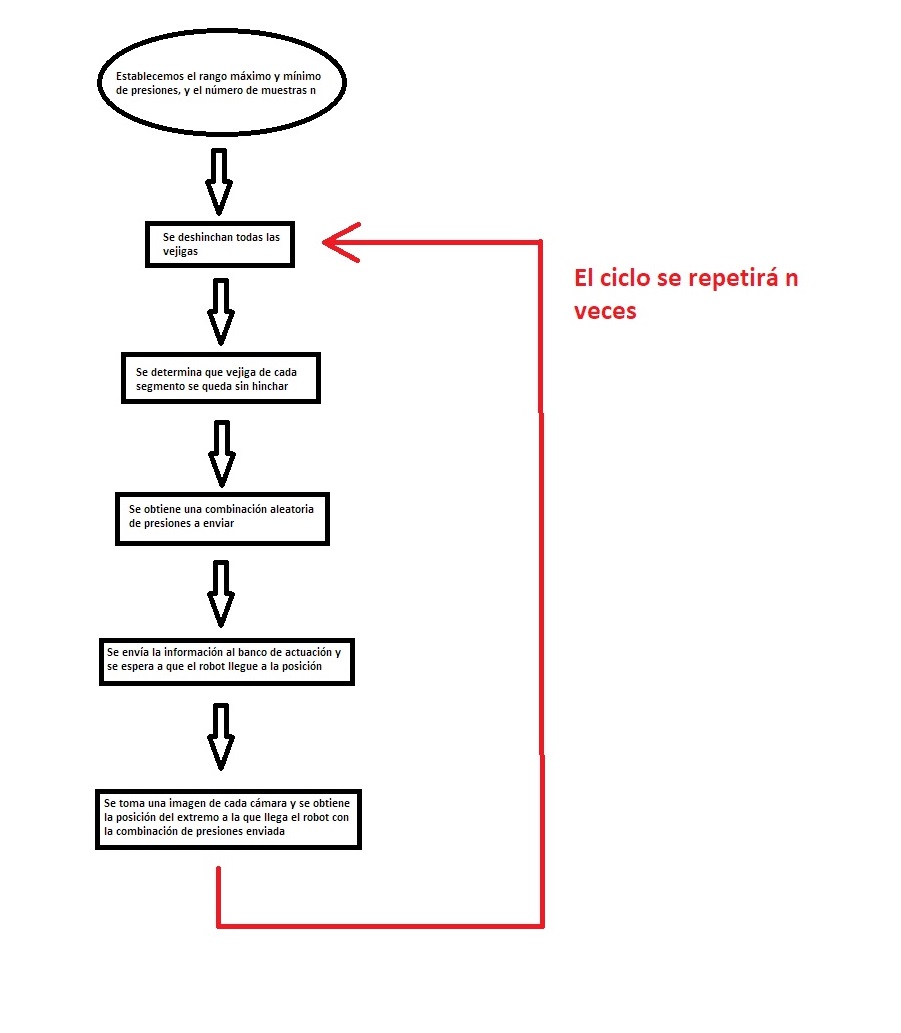 Establecemos el rango máximo y mínimo
de presiones, y el número de muestras n
Se deshinchan todas las
vejigas
El ciclo se repetirá n
veces
Se determina que vejiga de cada
segmento se queda sin hinchar
Se obtiene una combinación aleatoria
de presiones a enviar
Se envía la información al banco de actuación y
se espera a que el robot llegue a la posición
Se toma una imagen de cada cámara y se obtiene
la posición del extremo a la que llega el robot con
la combinación de presiones enviada